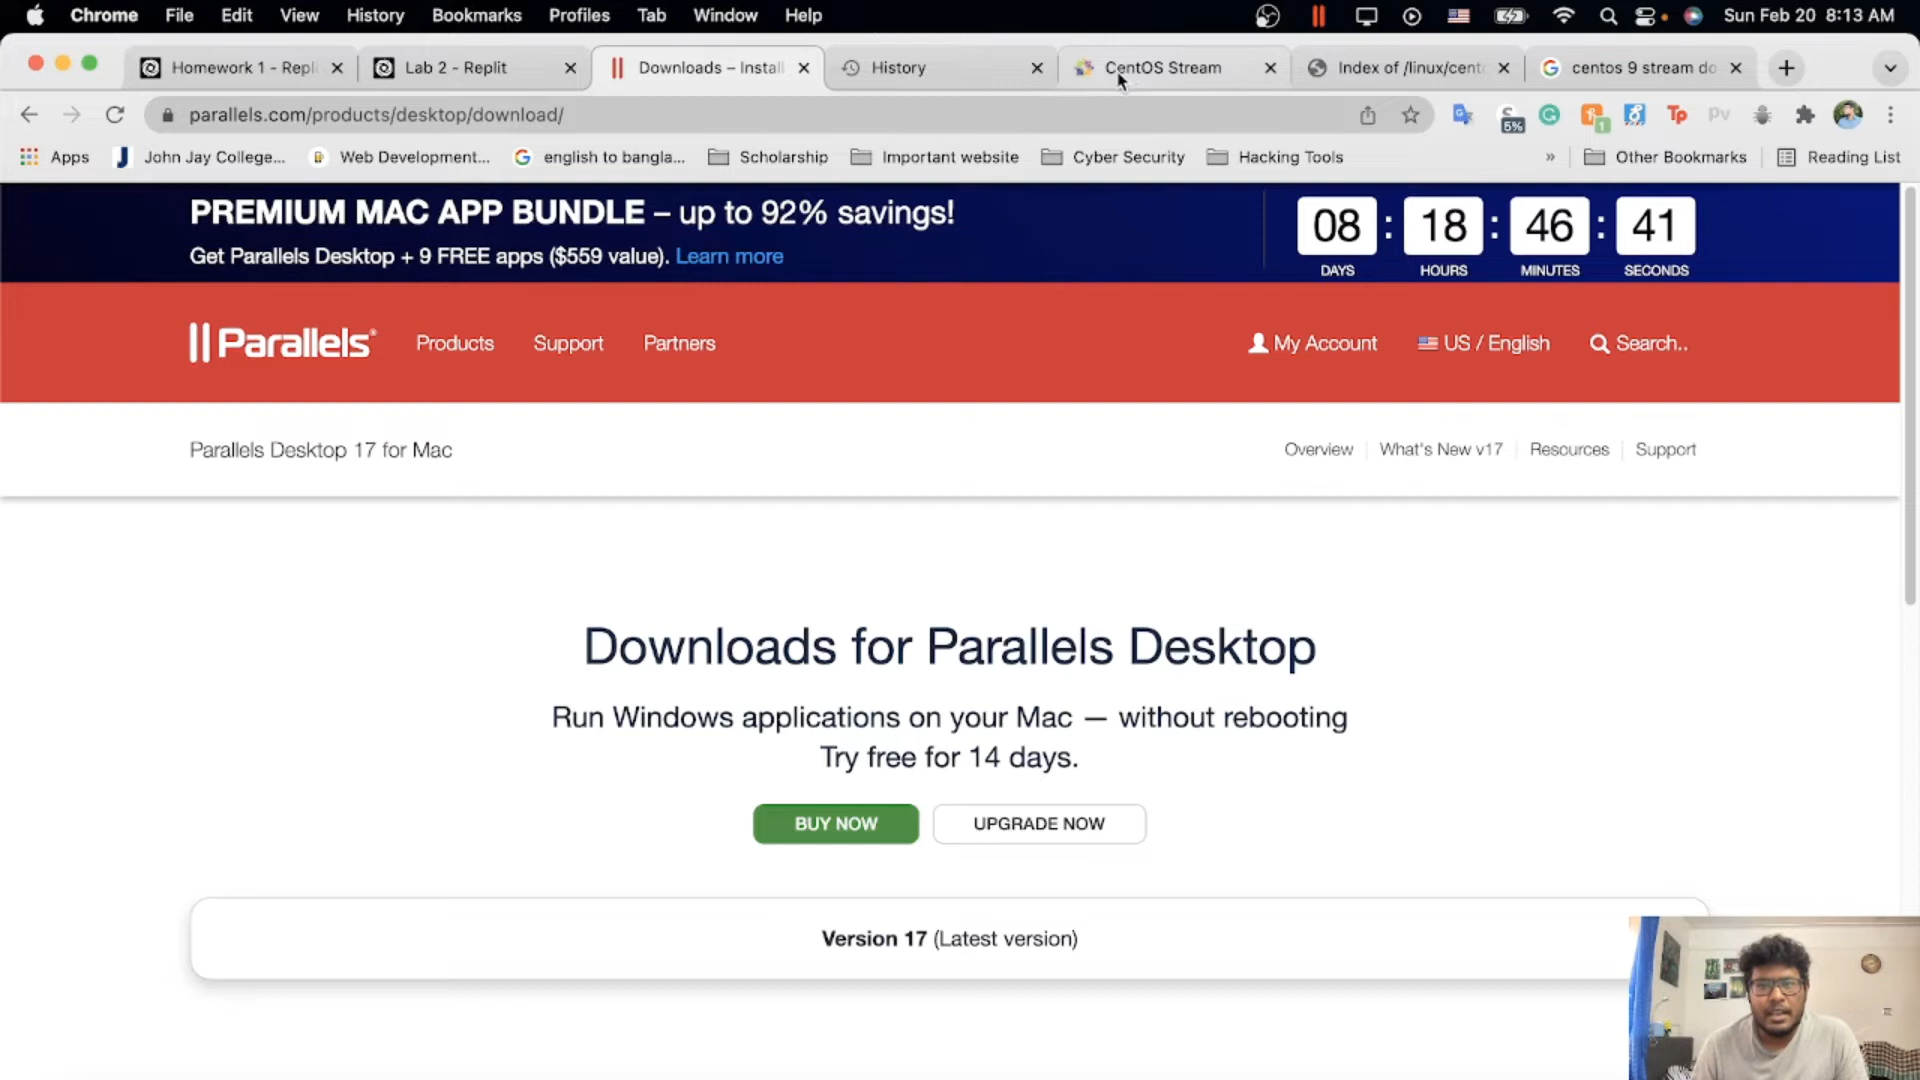 Chrome File Edit View History Bookmarks Profiles Tab Window Help Sun Feb 20 8:13 AM
Homework 1 - Repli Lab 2 - Replit Downloads – Install History CentOS Stream Index of /linux/cent centos 9 stream do
parallels.com/products/desktop/download/ 5% 1 Tp Pv
Apps John Jay College... Web Development... english to bangla... Scholarship Important website Cyber Security Hacking Tools » Other Bookmarks Reading List
PREMIUM MAC APP BUNDLE – up to 92% savings!
Get Parallels Desktop + 9 FREE apps ($559 value). Learn more
08 : 18 : 46 : 41
DAYS HOURS MINUTES SECONDS
Parallels® Products Support Partners My Account US / English Search..
Parallels Desktop 17 for Mac Overview What's New v17 Resources Support
Downloads for Parallels Desktop
Run Windows applications on your Mac — without rebooting
Try free for 14 days.
BUY NOW UPGRADE NOW
Version 17 (Latest version)